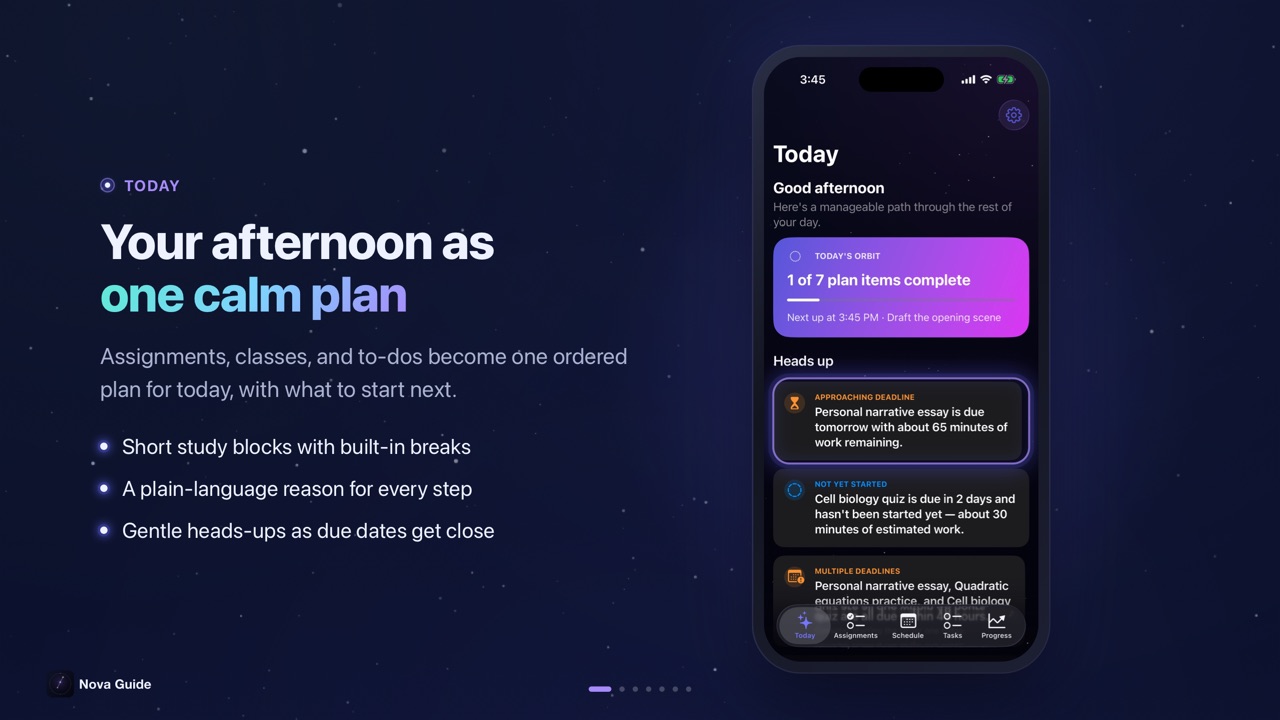 TODAY
Your afternoon as
one calm plan
Assignments, classes, and to-dos become one ordered
plan for today, with what to start next.
Short study blocks with built-in breaks
A plain-language reason for every step
Gentle heads-ups as due dates get close
Nova Guide
3:45
Today
Good afternoon
Here's a manageable path through the rest of
your day.
TODAY'S ORBIT
1 of 7 plan items complete
Next up at 3:45 PM · Draft the opening scene
Heads up
APPROACHING DEADLINE
Personal narrative essay is due
tomorrow with about 65 minutes of
work remaining.
NOT YET STARTED
Cell biology quiz is due in 2 days and
hasn't been started yet — about 30
minutes of estimated work.
MULTIPLE DEADLINES
Personal narrative essay, Quadratic
equations practice, and Cell biology
Today
Assignments
Schedule
Tasks
Progress